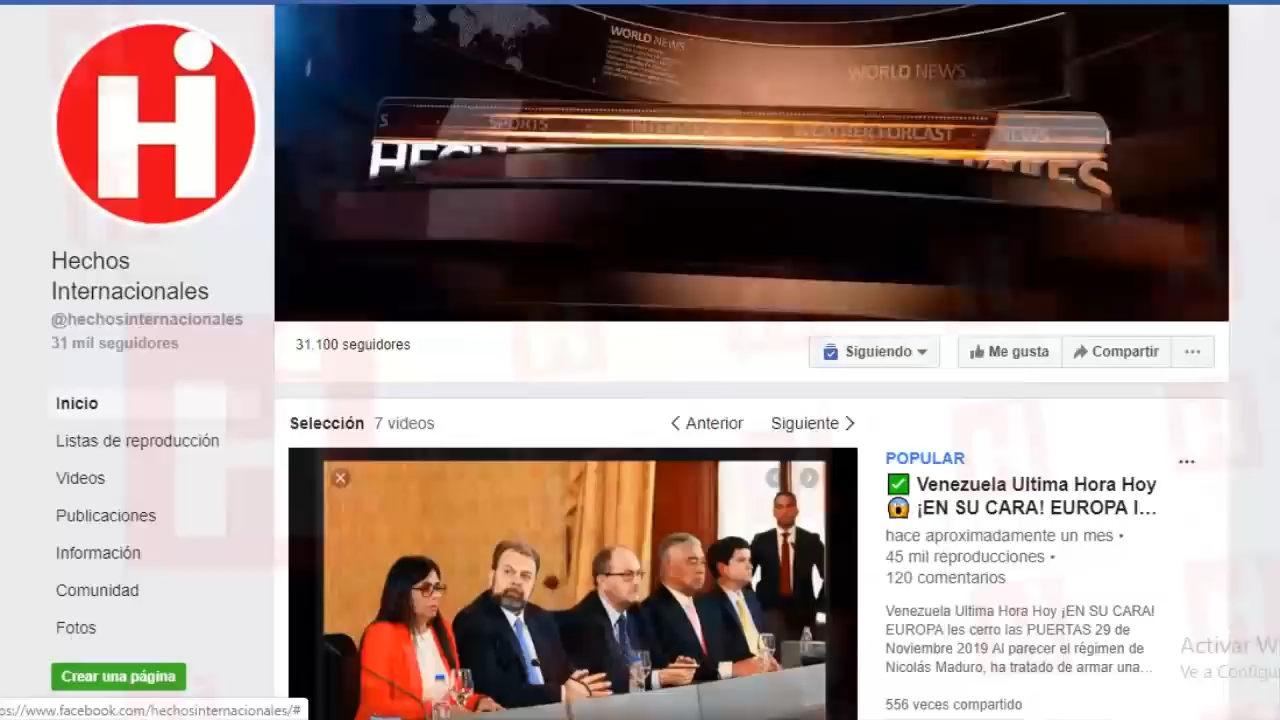 Hi
Hechos
Internacionales
@hechosinternacionales
31 mil seguidores
Inicio
Listas de reproducción
Videos
Publicaciones
Información
Comunidad
Fotos
Crear una página
ps://www.facebook.com/hechosinternacionales/#
WORLD NEWS
WORLD NEWS
S
SPORTS
WEATHER FORCAST
NEWS
31.100 seguidores
Siguiendo
Me gusta
Compartir
Selección 7 videos
Anterior
Siguiente
POPULAR
✅ Venezuela Ultima Hora Hoy
😱 ¡EN SU CARA! EUROPA l...
hace aproximadamente un mes •
45 mil reproducciones •
120 comentarios
Venezuela Ultima Hora Hoy ¡EN SU CARA!
EUROPA les cerro las PUERTAS 29 de
Noviembre 2019 Al parecer el régimen de
Nicolás Maduro, ha tratado de armar una...
556 veces compartido
Activar W
Ve a Configu